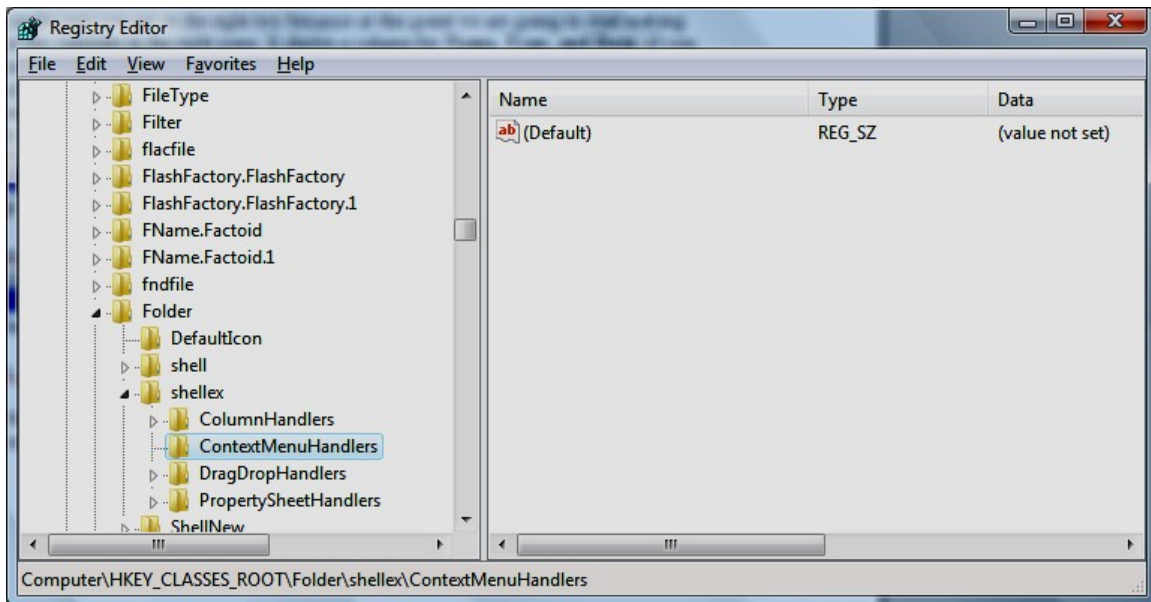 Registry Editor
File Edit View Favorites Help
FileType
Filter
flacfile
FlashFactory.FlashFactory
FlashFactory.FlashFactory.1
FName.Factoid
FName.Factoid.1
fndfile
Folder
DefaultIcon
shell
shellex
ColumnHandlers
ContextMenuHandlers
DragDropHandlers
PropertySheetHandlers
ShellNew
Name Type Data
ab (Default) REG_SZ (value not set)
Computer\HKEY_CLASSES_ROOT\Folder\shellex\ContextMenuHandlers